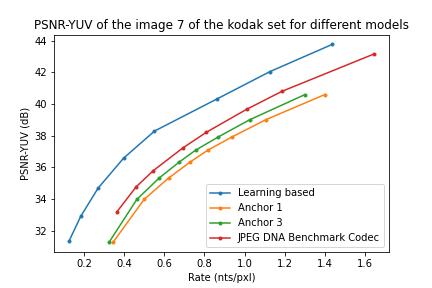 PSNR-YUV of the image 7 of the kodak set for different models
PSNR-YUV (dB)
44
42
40
38
36
34
32
Learning based
Anchor 1
Anchor 3
JPEG DNA Benchmark Codec
0.2 0.4 0.6 0.8 1.0 1.2 1.4 1.6
Rate (nts/pxl)